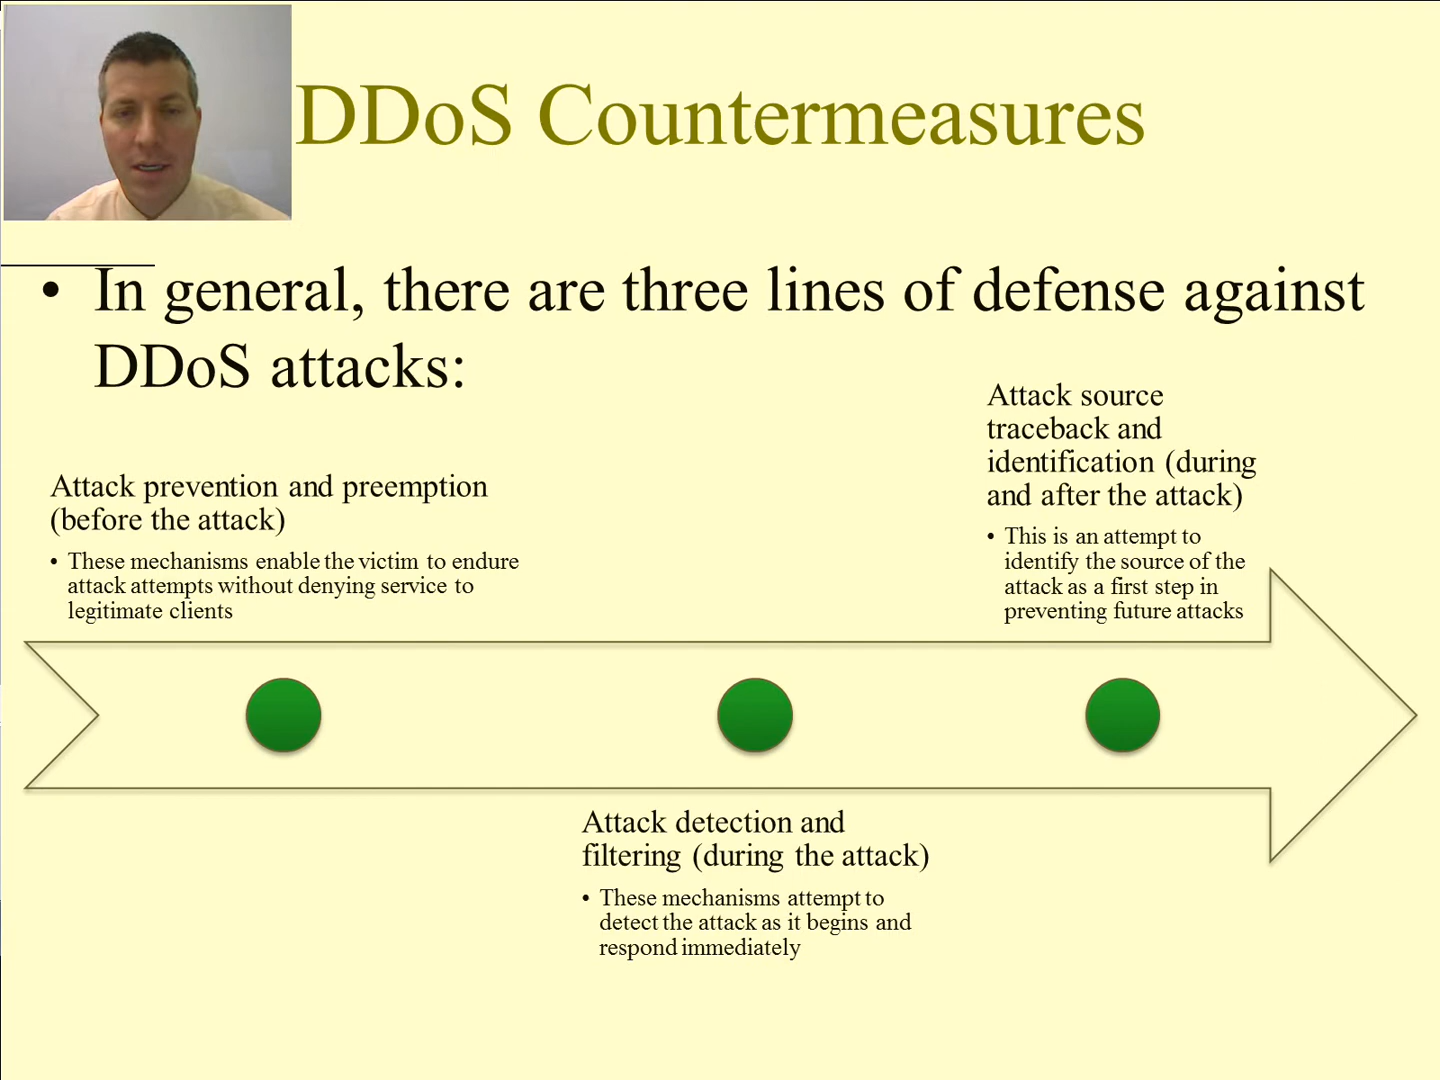 DDoS Countermeasures
• In general, there are three lines of defense against
DDoS attacks:
Attack prevention and preemption
(before the attack)
• These mechanisms enable the victim to endure
attack attempts without denying service to
legitimate clients
Attack detection and
filtering (during the attack)
• These mechanisms attempt to
detect the attack as it begins and
respond immediately
Attack source
traceback and
identification (during
and after the attack)
• This is an attempt to
identify the source of the
attack as a first step in
preventing future attacks